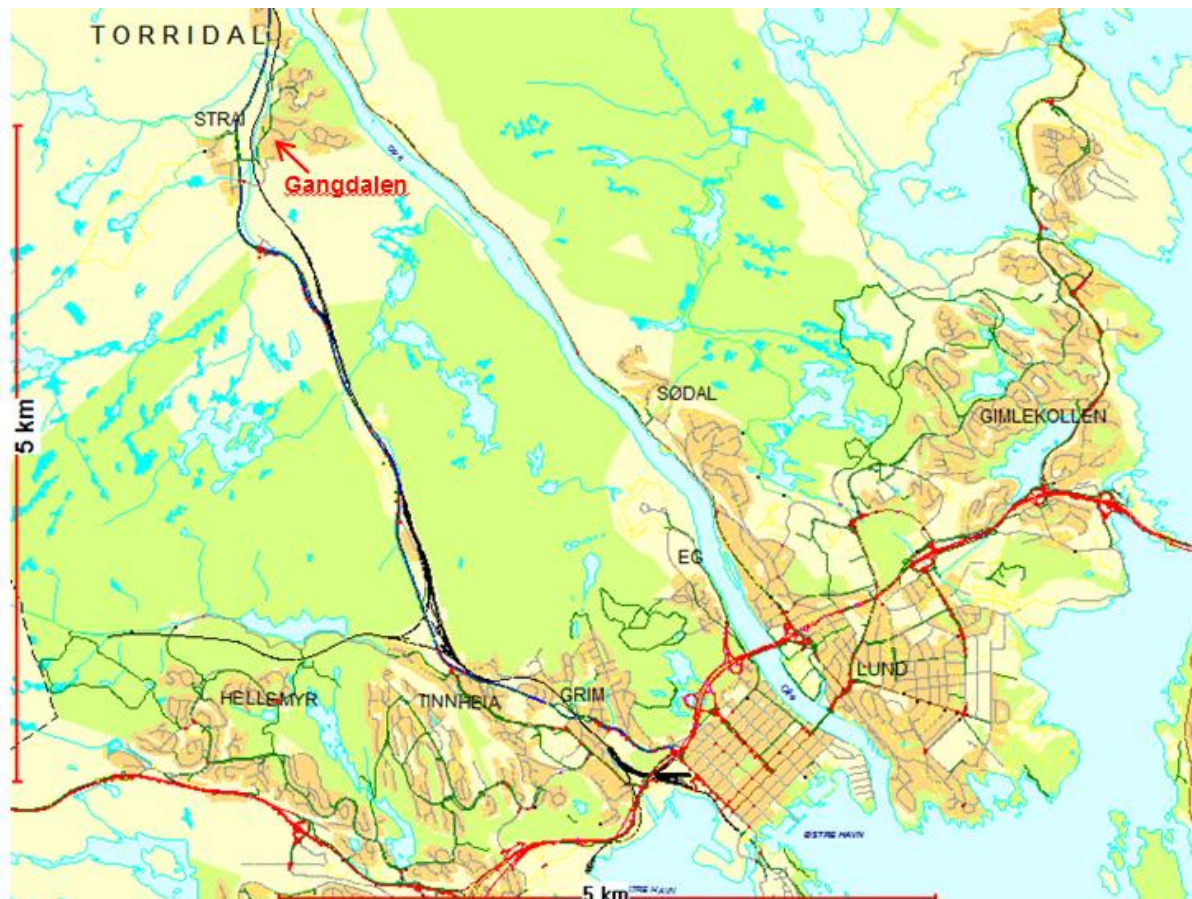 TORRIDAL
STRAI
Gangdalen
5 km
SØDAL
GIMLEKOLLEN
EG
LUND
HELLEMYR
TINNHEIA
GRIM
ØSTRE HAVN
5 km